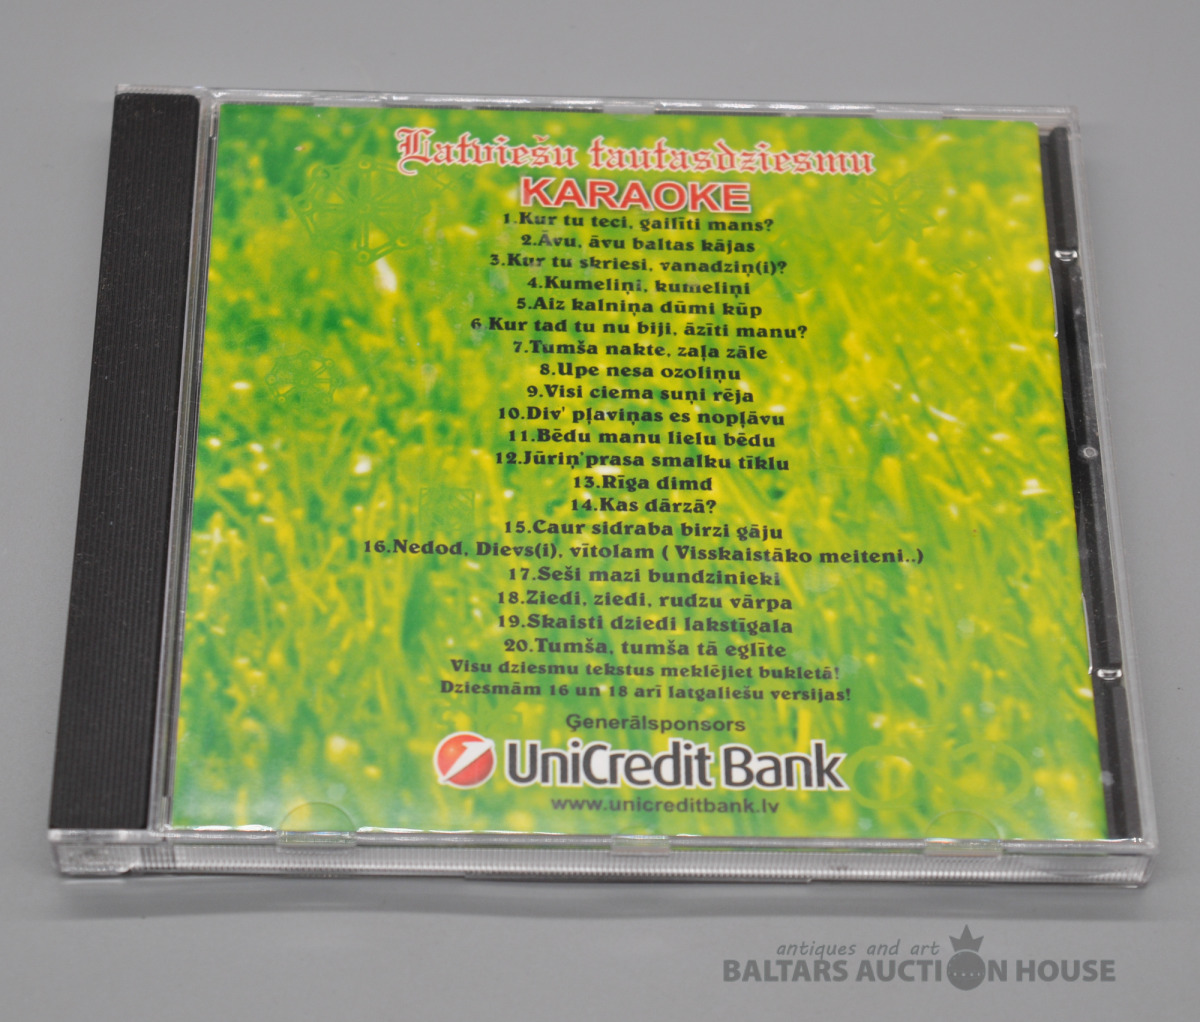 Latviešu tautasdziesmu
KARAOKE
1.Kur tu teci, gailīti mans?
2.Āvu, āvu baltas kājas
3.Kur tu skriesi, vanadziņ(i)?
4.Kumeliņi, kumeliņi
5.Aiz kalniņa dūmi kūp
6 Kur tad tu nu biji, āzīti manu?
7.Tumša nakte, zaļa zāle
8.Upe nesa ozoliņu
9.Visi ciema suņi rēja
10.Div' pļaviņas es nopļāvu
11.Bēdu manu lielu bēdu
12.Jūriņ'prasa smalku tīklu
13.Rīga dimd
14.Kas dārzā?
15.Caur sidraba birzi gāju
16.Nedod, Dievs(i), vītolam ( Visskaistāko meiteni..)
17.Seši mazi bundzinieki
18.Ziedi, ziedi, rudzu vārpa
19.Skaisti dziedi lakstīgala
20.Tumša, tumša tā eglīte
Visu dziesmu tekstus meklējiet bukletā!
Dziesmām 16 un 18 arī latgaliešu versijas!
Ģenerālsponsors
UniCredit Bank
www.unicreditbank.lv
antiques and art
BALTARS AUCTION HOUSE